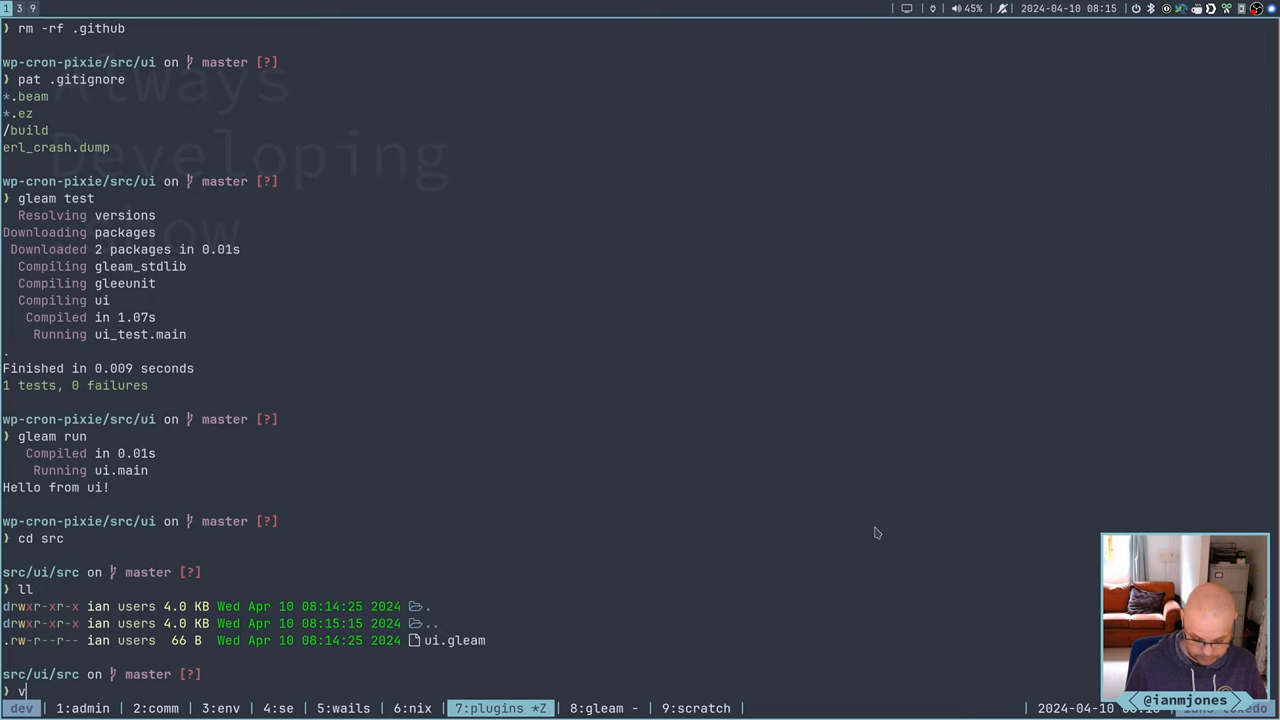 1 3 9 45% 2024-04-10 08:15
❯ rm -rf .github
wp-cron-pixie/src/ui on master [?]
Always
❯ pat .gitignore
*.beam
*.ez
/build
Developing
erl_crash.dump
wp-cron-pixie/src/ui on master [?]
❯ gleam test
Resolving versions
Downloading packages
Downloaded 2 packages in 0.01s
Compiling gleam_stdlib
Compiling gleeunit
Compiling ui
Compiled in 1.07s
Running ui_test.main
.
Finished in 0.009 seconds
1 tests, 0 failures
wp-cron-pixie/src/ui on master [?]
❯ gleam run
Compiled in 0.01s
Running ui.main
Hello from ui!
wp-cron-pixie/src/ui on master [?]
❯ cd src
src/ui/src on master [?]
❯ ll
drwxr-xr-x ian users 4.0 KB Wed Apr 10 08:14:25 2024 .
drwxr-xr-x ian users 4.0 KB Wed Apr 10 08:15:15 2024 ..
.rw-r--r-- ian users 66 B Wed Apr 10 08:14:25 2024 ui.gleam
src/ui/src on master [?]
❯ v
@ianmjones
dev 1:admin 2:comm 3:env 4:se 5:wails 6:nix 7:plugins *Z 8:gleam - 9:scratch 2024-04-10